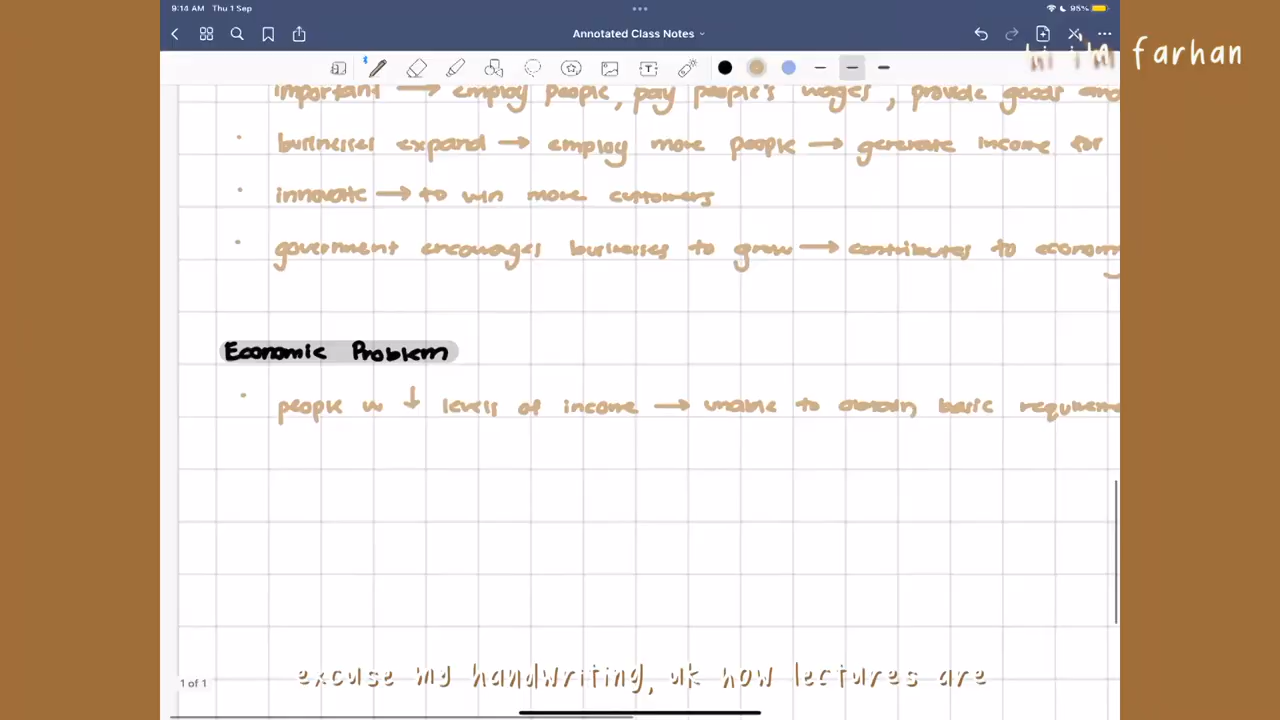 9:14 AM Thu 1 Sep
95%
Annotated Class Notes
hi i'm farhan
important → employ people, pay people's wages, provide goods and
• businesses expand → employ more people → generate income for
• innovate → to win more customers
• government encourages businesses to grow → contributes to economy
Economic Problem
• people w ↓ levels of income → unable to obtain basic requireme
1 of 1
excuse my handwriting, uk how lectures are